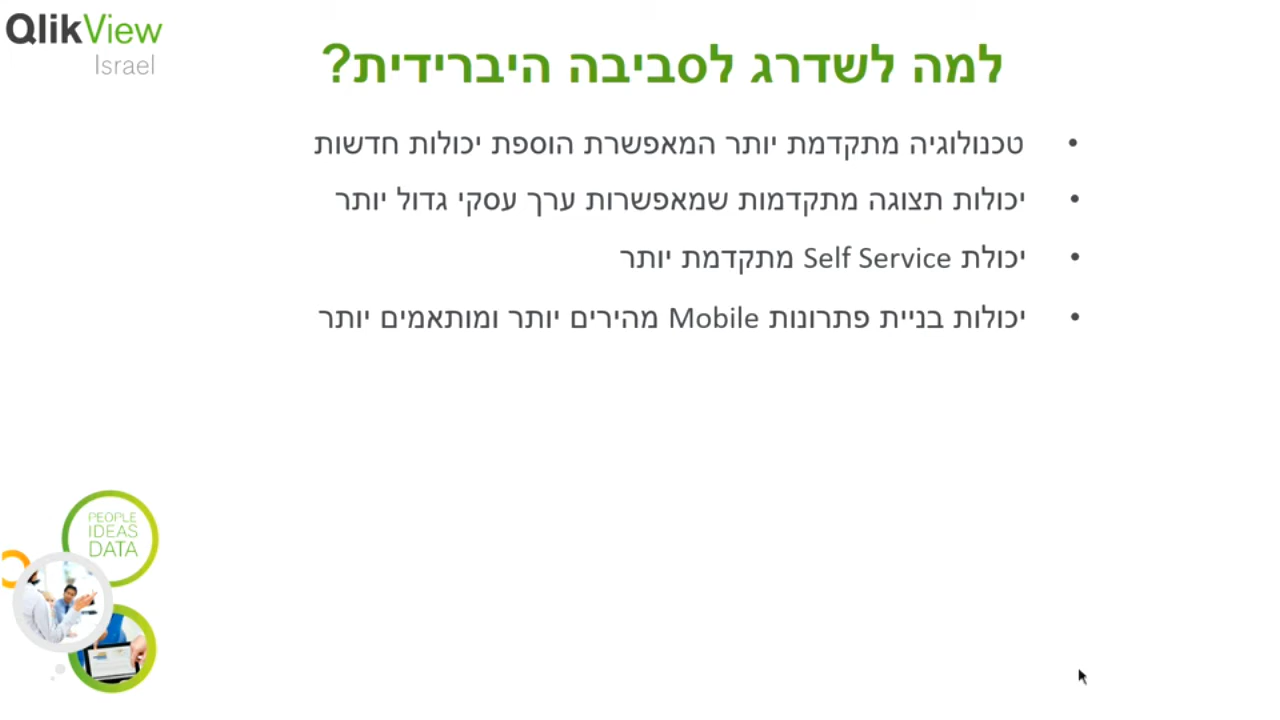 QlikView
Israel
למה לשדרג לסביבה היברידית?
• טכנולוגיה מתקדמת יותר המאפשרת הוספת יכולות חדשות
• יכולות תצוגה מתקדמות שמאפשרות ערך עסקי גדול יותר
• יכולת Self Service מתקדמת יותר
• יכולות בניית פתרונות Mobile מהירים יותר ומותאמים יותר
PEOPLE
IDEAS
DATA